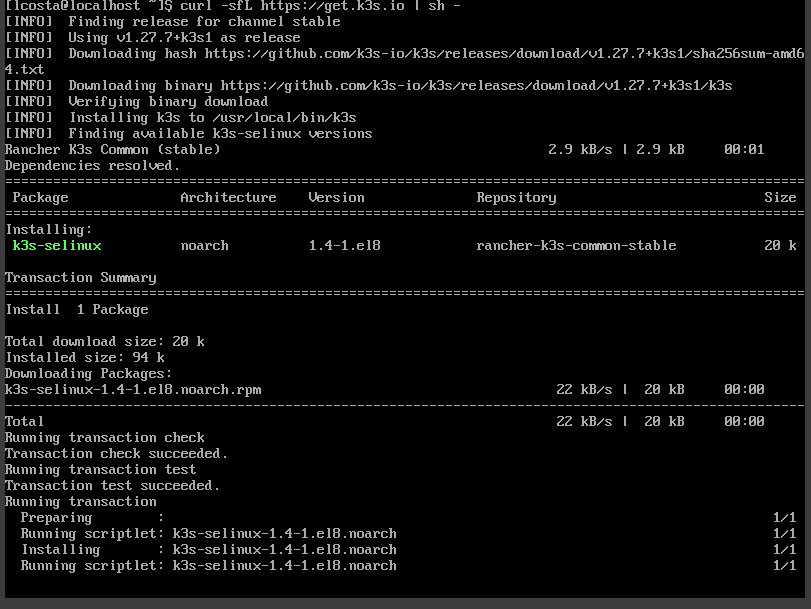 [lcosta@localhost ~]$ curl -sfL https://get.k3s.io | sh -
[INFO]  Finding release for channel stable
[INFO]  Using v1.27.7+k3s1 as release
[INFO]  Downloading hash https://github.com/k3s-io/k3s/releases/download/v1.27.7+k3s1/sha256sum-amd6
4.txt
[INFO]  Downloading binary https://github.com/k3s-io/k3s/releases/download/v1.27.7+k3s1/k3s
[INFO]  Verifying binary download
[INFO]  Installing k3s to /usr/local/bin/k3s
[INFO]  Finding available k3s-selinux versions
Rancher K3s Common (stable)                                         2.9 kB/s | 2.9 kB     00:01
Dependencies resolved.
====================================================================================================
 Package              Architecture    Version              Repository                          Size
====================================================================================================
Installing:
 k3s-selinux          noarch          1.4-1.el8            rancher-k3s-common-stable           20 k

Transaction Summary
====================================================================================================
Install  1 Package

Total download size: 20 k
Installed size: 94 k
Downloading Packages:
k3s-selinux-1.4-1.el8.noarch.rpm                                     22 kB/s |  20 kB     00:00
----------------------------------------------------------------------------------------------------
Total                                                                22 kB/s |  20 kB     00:00
Running transaction check
Transaction check succeeded.
Running transaction test
Transaction test succeeded.
Running transaction
  Preparing        :                                                                            1/1
  Running scriptlet: k3s-selinux-1.4-1.el8.noarch                                               1/1
  Installing       : k3s-selinux-1.4-1.el8.noarch                                               1/1
  Running scriptlet: k3s-selinux-1.4-1.el8.noarch                                               1/1